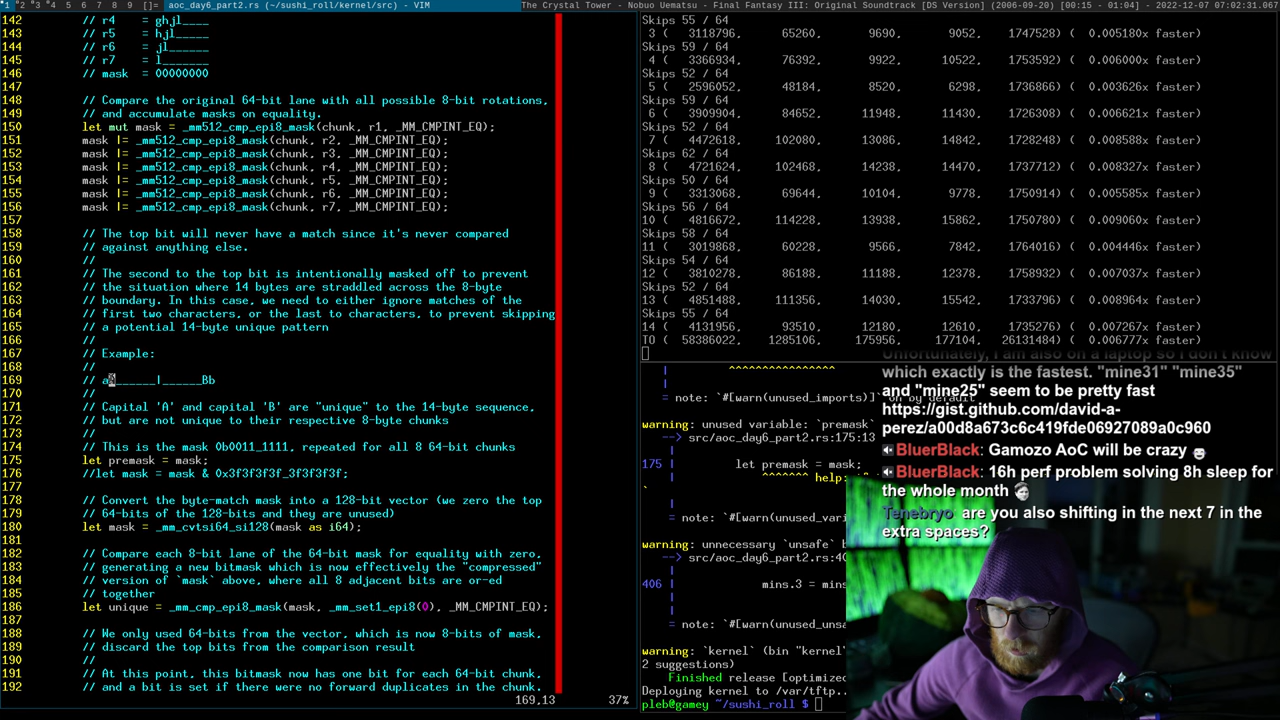 1 2 3 4 5 6 7 8 9 []= aoc_day6_part2.rs (~/sushi_roll/kernel/src) - VIM
The Crystal Tower - Nobuo Uematsu - Final Fantasy III: Original Soundtrack [DS Version] (2006-09-20) [00:15 - 01:04] - 2022-12-07 07:02:31.067
142 // r4 = ghjl____
143 // r5 = hjl_____
144 // r6 = jl______
145 // r7 = l_______
146 // mask = 00000000
147
148 // Compare the original 64-bit lane with all possible 8-bit rotations,
149 // and accumulate masks on equality.
150 let mut mask = _mm512_cmp_epi8_mask(chunk, r1, _MM_CMPINT_EQ);
151 mask |= _mm512_cmp_epi8_mask(chunk, r2, _MM_CMPINT_EQ);
152 mask |= _mm512_cmp_epi8_mask(chunk, r3, _MM_CMPINT_EQ);
153 mask |= _mm512_cmp_epi8_mask(chunk, r4, _MM_CMPINT_EQ);
154 mask |= _mm512_cmp_epi8_mask(chunk, r5, _MM_CMPINT_EQ);
155 mask |= _mm512_cmp_epi8_mask(chunk, r6, _MM_CMPINT_EQ);
156 mask |= _mm512_cmp_epi8_mask(chunk, r7, _MM_CMPINT_EQ);
157
158 // The top bit will never have a match since it's never compared
159 // against anything else.
160 //
161 // The second to the top bit is intentionally masked off to prevent
162 // the situation where 14 bytes are straddled across the 8-byte
163 // boundary. In this case, we need to either ignore matches of the
164 // first two characters, or the last to characters, to prevent skipping
165 // a potential 14-byte unique pattern
166 //
167 // Example:
168 //
169 // a ______|______Bb
170 //
171 // Capital 'A' and capital 'B' are "unique" to the 14-byte sequence,
172 // but are not unique to their respective 8-byte chunks
173 //
174 // This is the mask 0b0011_1111, repeated for all 8 64-bit chunks
175 let premask = mask;
176 //let mask = mask & 0x3f3f3f3f_3f3f3f3f;
177
178 // Convert the byte-match mask into a 128-bit vector (we zero the top
179 // 64-bits of the 128-bits and they are unused)
180 let mask = _mm_cvtsi64_si128(mask as i64);
181
182 // Compare each 8-bit lane of the 64-bit mask for equality with zero,
183 // generating a new bitmask which is now effectively the "compressed"
184 // version of `mask` above, where all 8 adjacent bits are or-ed
185 // together
186 let unique = _mm_cmp_epi8_mask(mask, _mm_set1_epi8(0), _MM_CMPINT_EQ);
187
188 // We only used 64-bits from the vector, which is now 8-bits of mask,
189 // discard the top bits from the comparison result
190 //
191 // At this point, this bitmask now has one bit for each 64-bit chunk,
192 // and a bit is set if there were no forward duplicates in the chunk.
169,13 37%
Skips 55 / 64
3 ( 3118796, 65260, 9690, 9052, 1747528) ( 0.005180x faster)
Skips 59 / 64
4 ( 3366934, 76392, 9922, 10522, 1753592) ( 0.006000x faster)
Skips 52 / 64
5 ( 2596052, 48184, 8520, 6298, 1736866) ( 0.003626x faster)
Skips 59 / 64
6 ( 3909904, 84652, 11948, 11430, 1726308) ( 0.006621x faster)
Skips 52 / 64
7 ( 4472618, 102080, 13086, 14842, 1728248) ( 0.008588x faster)
Skips 62 / 64
8 ( 4721624, 102468, 14238, 14470, 1737712) ( 0.008327x faster)
Skips 50 / 64
9 ( 3313068, 69644, 10104, 9778, 1750914) ( 0.005585x faster)
Skips 56 / 64
10 ( 4816672, 114228, 13938, 15862, 1750780) ( 0.009060x faster)
Skips 58 / 64
11 ( 3019868, 60228, 9566, 7842, 1764016) ( 0.004446x faster)
Skips 54 / 64
12 ( 3810278, 86188, 11188, 12378, 1758932) ( 0.007037x faster)
Skips 52 / 64
13 ( 4851488, 111356, 14030, 15542, 1733796) ( 0.008964x faster)
Skips 55 / 64
14 ( 4131956, 93510, 12180, 12610, 1735276) ( 0.007267x faster)
TO ( 58386022, 1285106, 175956, 177104, 26131484) ( 0.006777x faster)
| ^^^^^^^^^^^^^^^^
|
= note: `#[warn(unused_imports)]` on by default
warning: unused variable: `premask`
--> src/aoc_day6_part2.rs:175:13
|
175 | let premask = mask;
| ^^^^^^^ help:
`
|
= note: `#[warn(unused_vari
warning: unnecessary `unsafe` b
--> src/aoc_day6_part2.rs:40
|
406 | mins.3 = mins
|
|
= note: `#[warn(unused_unsa
warning: `kernel` (bin "kernel"
2 suggestions)
Finished release [optimized
Deploying kernel to /var/tftp..
pleb@gamey ~/sushi_roll $
Unfortunately, I am also on a laptop so I don't know
which exactly is the fastest. "mine31" "mine35"
and "mine25" seem to be pretty fast
https://gist.github.com/david-a-
perez/a00d8a673c6c419fde06927089a0c960
BluerBlack: Gamozo AoC will be crazy
BluerBlack: 16h perf problem solving 8h sleep for
the whole month
Tenebryo are you also shifting in the next 7 in the
extra spaces?